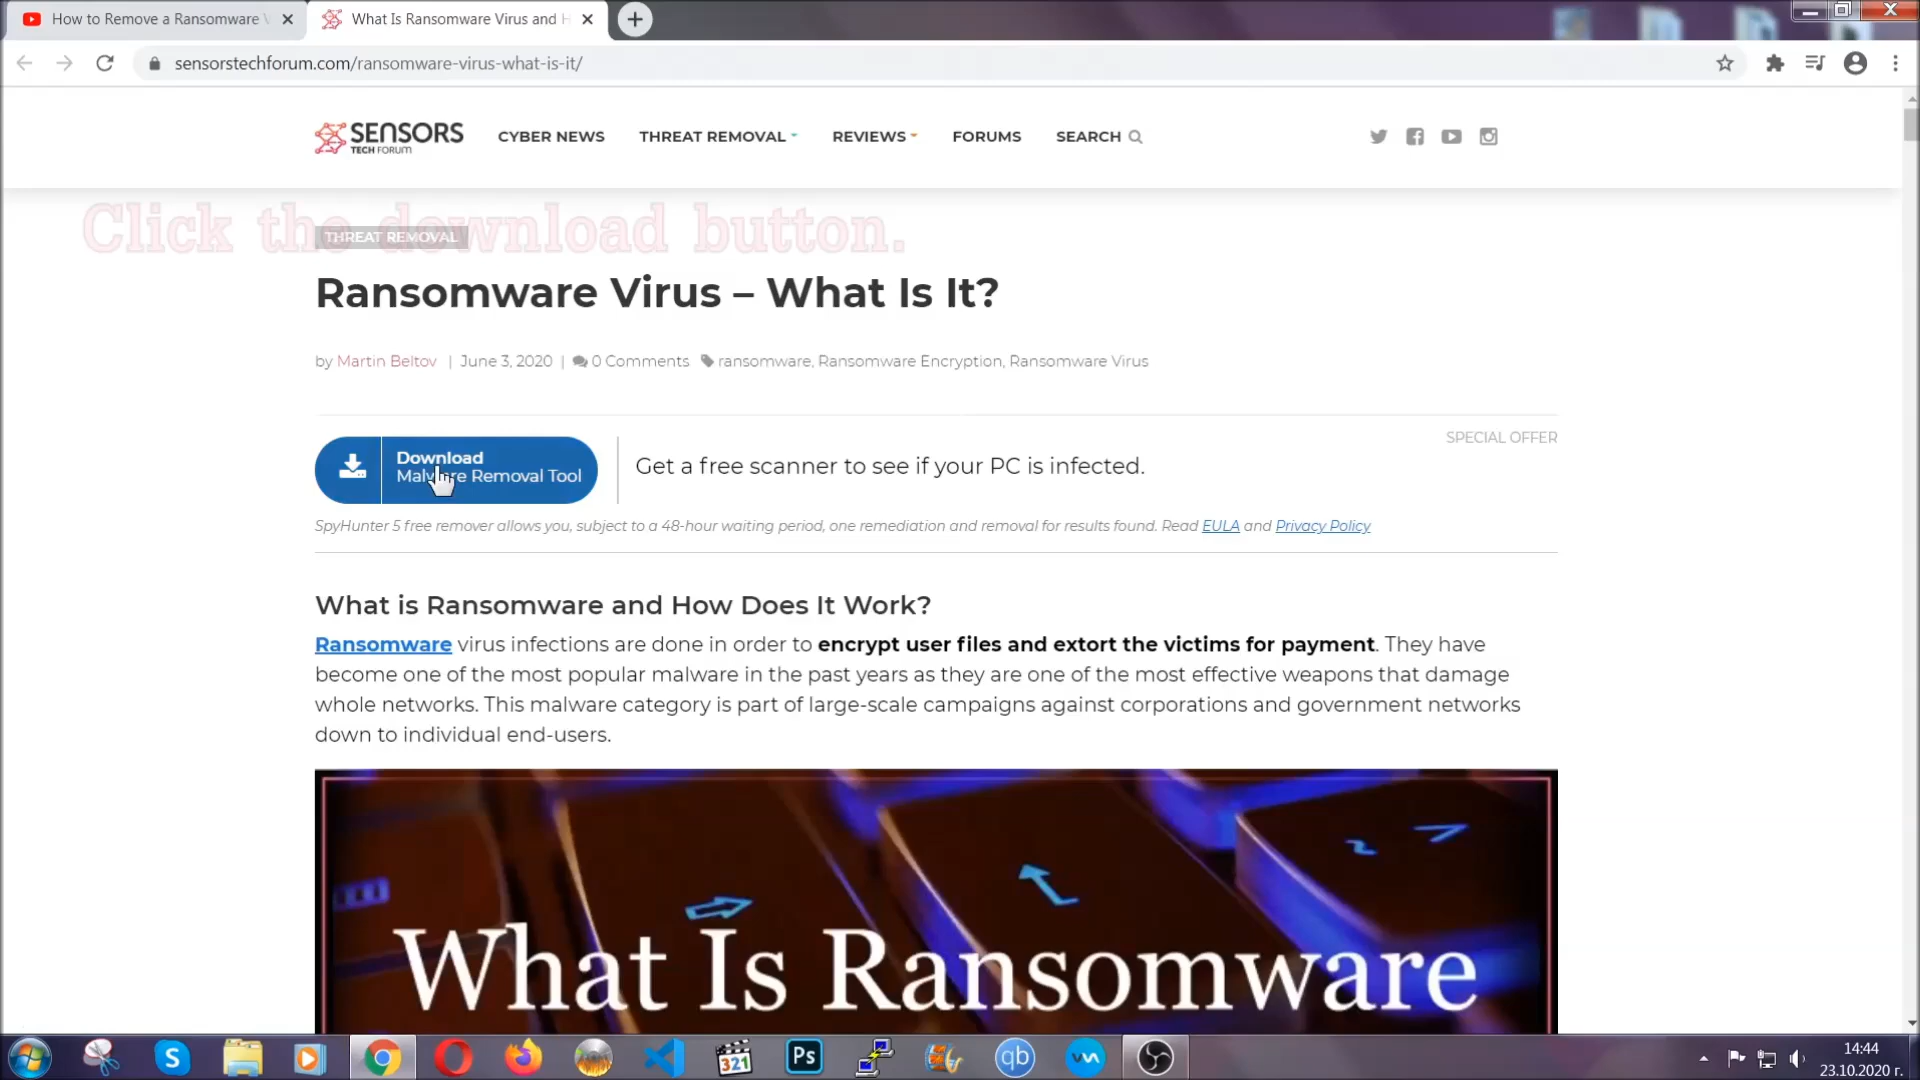 How to Remove a Ransomware V
What Is Ransomware Virus and H
sensorstechforum.com/ransomware-virus-what-is-it/
SENSORS
TECH FORUM
CYBER NEWS
THREAT REMOVAL
REVIEWS
FORUMS
SEARCH
Click the download button.
THREAT REMOVAL
Ransomware Virus – What Is It?
by Martin Beltov | June 3, 2020 | 0 Comments ransomware, Ransomware Encryption, Ransomware Virus
SPECIAL OFFER
Download
Malware Removal Tool
Get a free scanner to see if your PC is infected.
SpyHunter 5 free remover allows you, subject to a 48-hour waiting period, one remediation and removal for results found. Read EULA and Privacy Policy
What is Ransomware and How Does It Work?
Ransomware virus infections are done in order to encrypt user files and extort the victims for payment. They have
become one of the most popular malware in the past years as they are one of the most effective weapons that damage
whole networks. This malware category is part of large-scale campaigns against corporations and government networks
down to individual end-users.
What Is Ransomware
S
321
Ps
qb
14:44
23.10.2020 г.